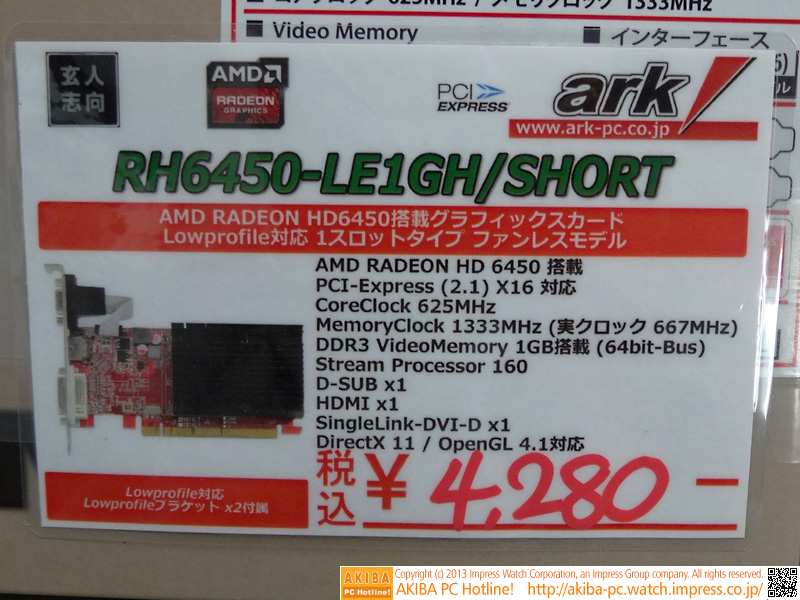 1333MHz
Video Memory
インターフェース
玄人
志向
AMD
RADEON
GRAPHICS
PCI
EXPRESS
ark
www.ark-pc.co.jp
RH6450-LE1GH/SHORT
AMD RADEON HD6450搭載グラフィックスカード
Lowprofile対応 1スロットタイプ ファンレスモデル
AMD RADEON HD 6450 搭載
PCI-Express (2.1) X16 対応
CoreClock 625MHz
MemoryClock 1333MHz (実クロック 667MHz)
DDR3 VideoMemory 1GB搭載 (64bit-Bus)
Stream Processor 160
D-SUB x1
HDMI x1
SingleLink-DVI-D x1
DirectX 11 / OpenGL 4.1対応
Lowprofile対応
Lowprofileブラケット x2付属
税込 ¥4,280
AKIBA
PC Hotline!
Copyright (c) 2013 Impress Watch Corporation, an Impress Group company. All rights reserved.
AKIBA PC Hotline! http://akiba-pc.watch.impress.co.jp/